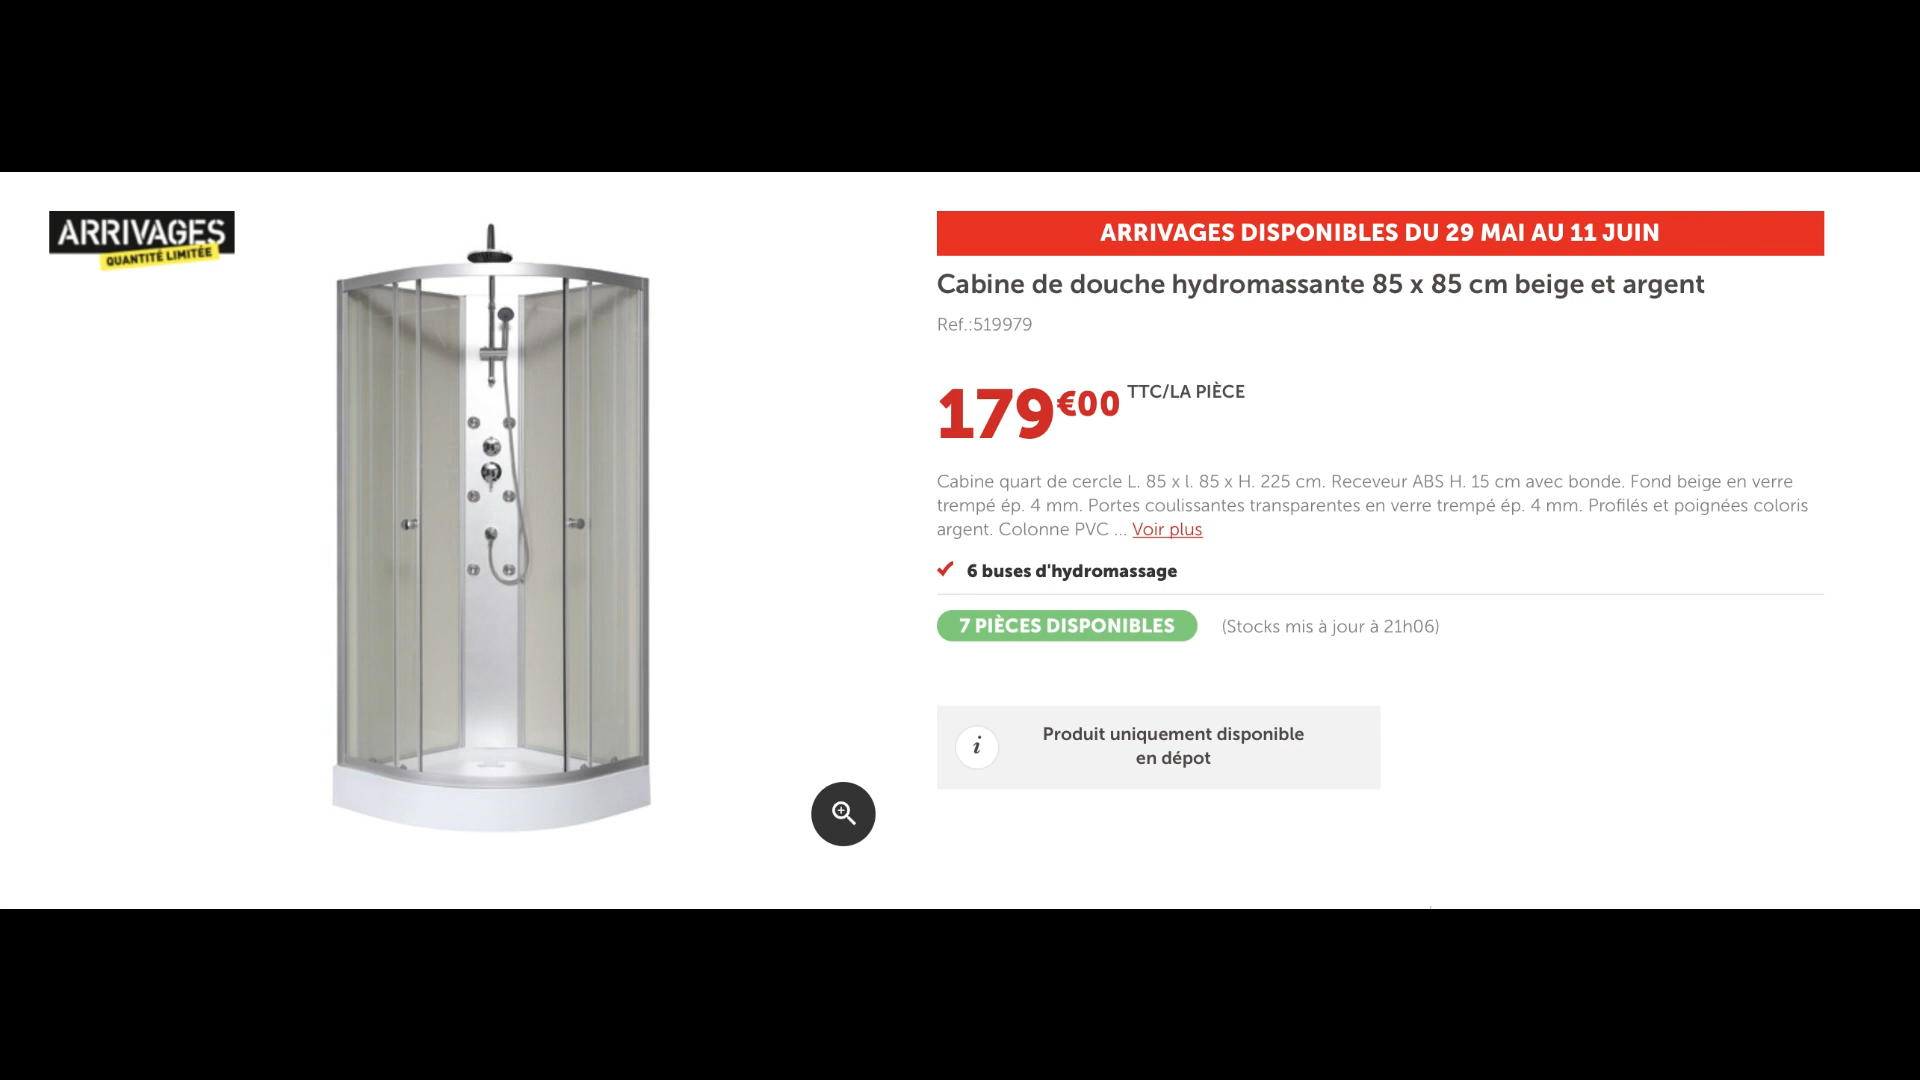 ARRIVAGES
QUANTITÉ LIMITÉE
ARRIVAGES DISPONIBLES DU 29 MAI AU 11 JUIN
Cabine de douche hydromassante 85 x 85 cm beige et argent
Ref.:519979
179€00 TTC/LA PIÈCE
Cabine quart de cercle L. 85 x l. 85 x H. 225 cm. Receveur ABS H. 15 cm avec bonde. Fond beige en verre
trempé ép. 4 mm. Portes coulissantes transparentes en verre trempé ép. 4 mm. Profilés et poignées coloris
argent. Colonne PVC ... Voir plus
6 buses d'hydromassage
7 PIÈCES DISPONIBLES (Stocks mis à jour à 21h06)
i
Produit uniquement disponible
en dépot